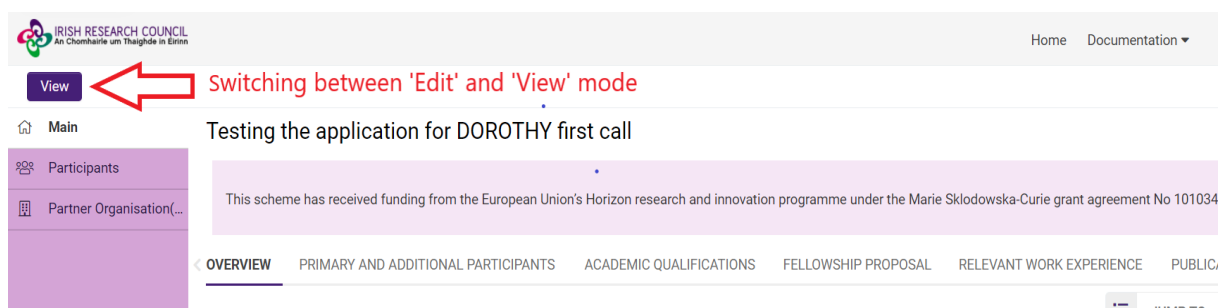 IRISH RESEARCH COUNCIL
An Chomhairle um Thaighde in Éirinn
Home Documentation
View
Switching between 'Edit' and 'View' mode
Main
Testing the application for DOROTHY first call
Participants
Partner Organisation(...
This scheme has received funding from the European Union's Horizon research and innovation programme under the Marie Sklodowska-Curie grant agreement No 101034
OVERVIEW PRIMARY AND ADDITIONAL PARTICIPANTS ACADEMIC QUALIFICATIONS FELLOWSHIP PROPOSAL RELEVANT WORK EXPERIENCE PUBLICA